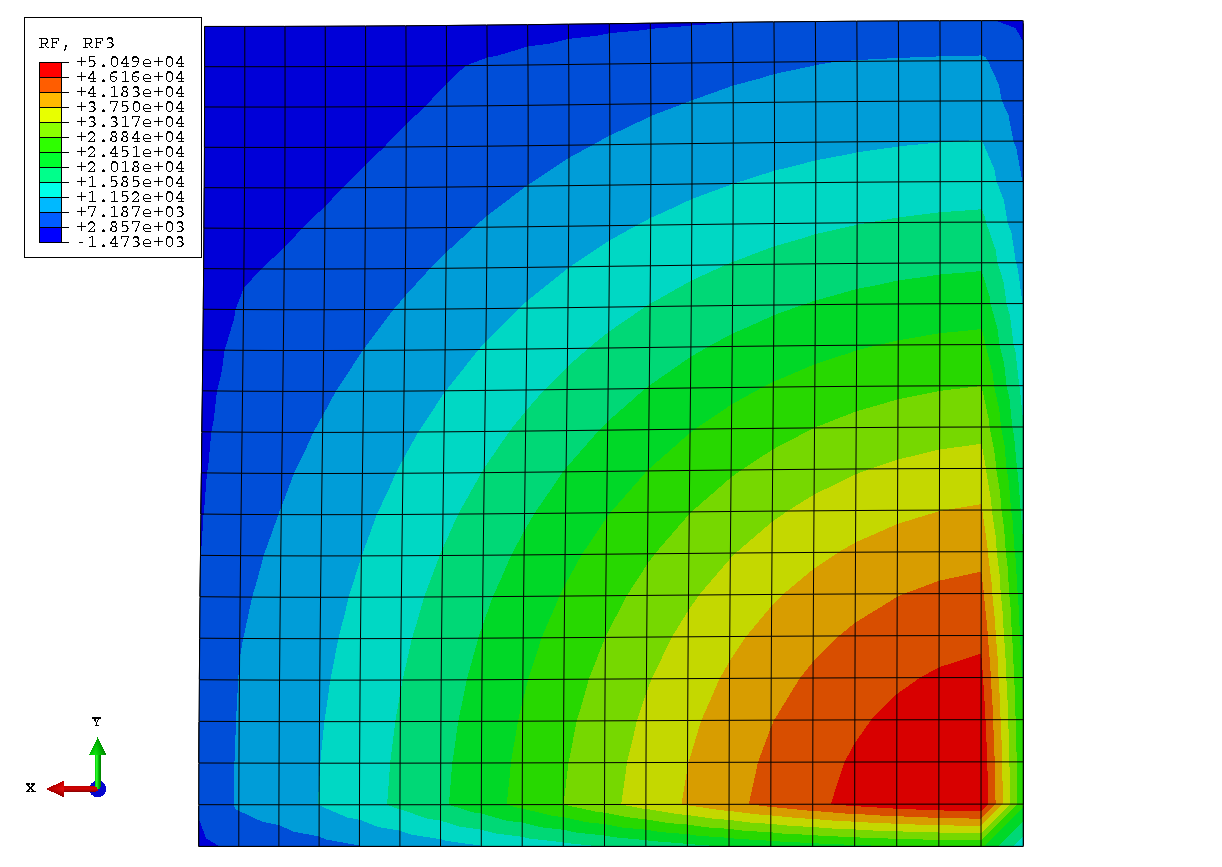 RF, RF3
+5.049e+04
+4.616e+04
+4.183e+04
+3.750e+04
+3.317e+04
+2.884e+04
+2.451e+04
+2.018e+04
+1.585e+04
+1.152e+04
+7.187e+03
+2.857e+03
-1.473e+03
Y
X